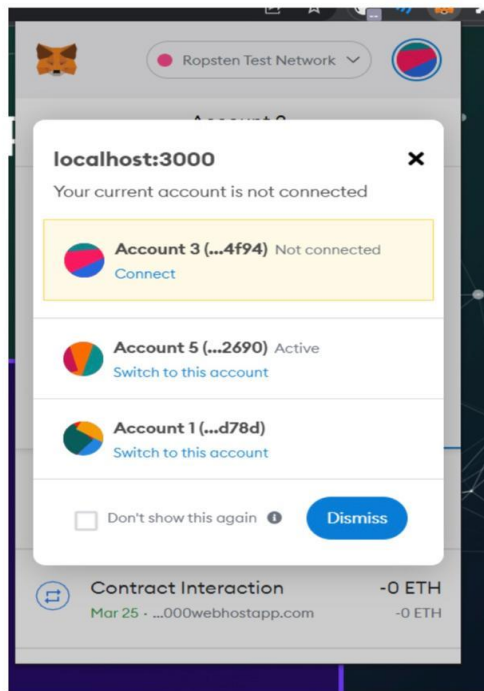 Ropsten Test Network
localhost:3000
Your current account is not connected
Account 3 (...4f94) Not connected
Connect
Account 5 (...2690) Active
Switch to this account
Account 1 (...d78d)
Switch to this account
Don't show this again
Dismiss
Contract Interaction -0 ETH
Mar 25 · ...000webhostapp.com -0 ETH